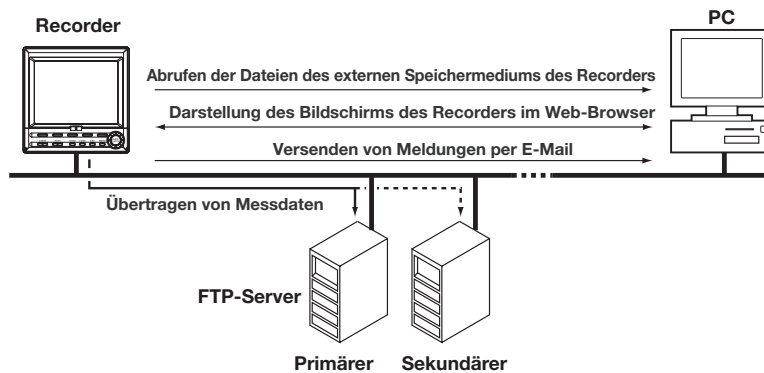 Recorder
PC
Abrufen der Dateien des externen Speichermediums des Recorders
Darstellung des Bildschirms des Recorders im Web-Browser
Versenden von Meldungen per E-Mail
Übertragen von Messdaten
FTP-Server
Primärer
Sekundärer